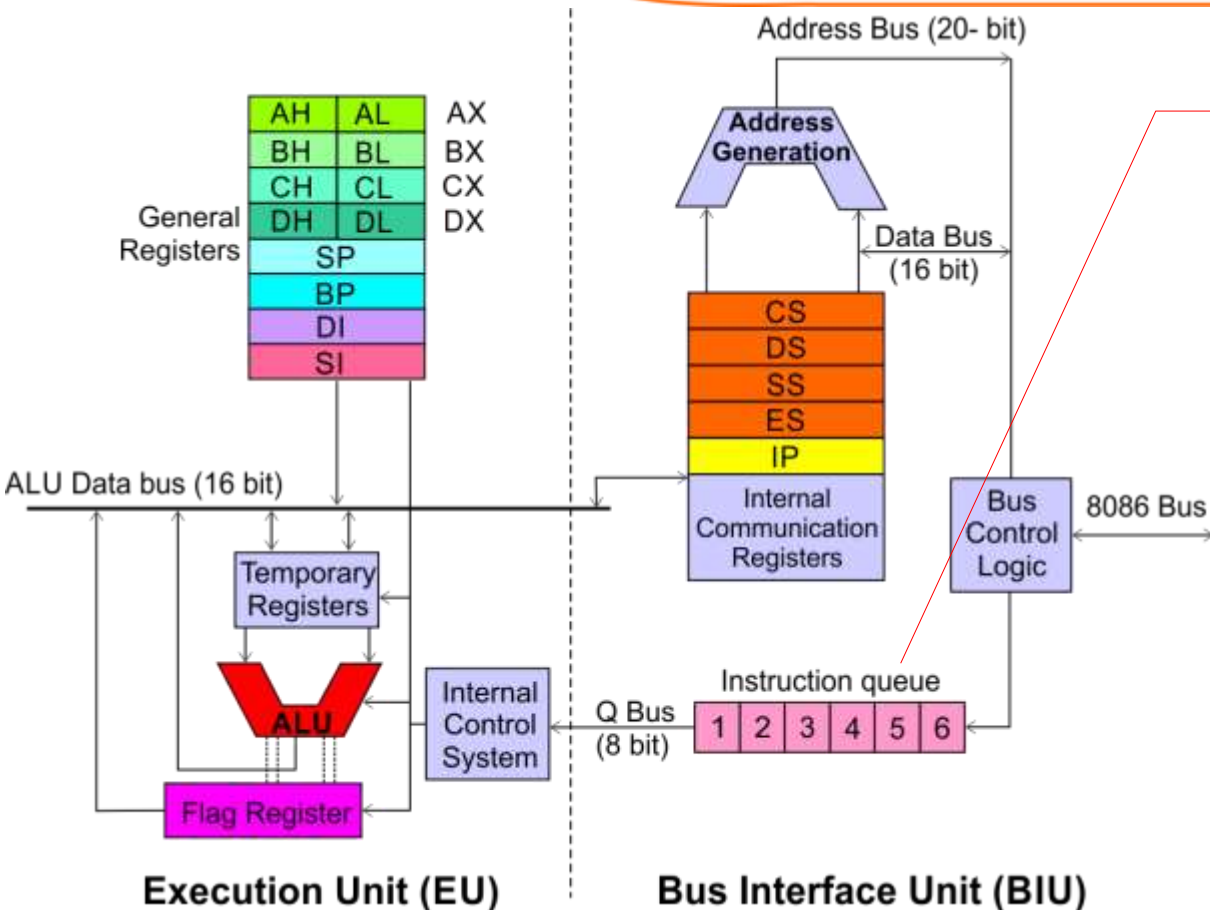 Address Bus (20- bit)
AH AL AX
BH BL BX
CH CL CX
DH DL DX
General
Registers
SP
BP
DI
SI
Address
Generation
Data Bus
(16 bit)
CS
DS
SS
ES
IP
Internal
Communication
Registers
Bus
Control
Logic
8086 Bus
ALU Data bus (16 bit)
Temporary
Registers
ALU
Internal
Control
System
Flag Register
Q Bus
(8 bit)
Instruction queue
1 2 3 4 5 6
Execution Unit (EU)
Bus Interface Unit (BIU)